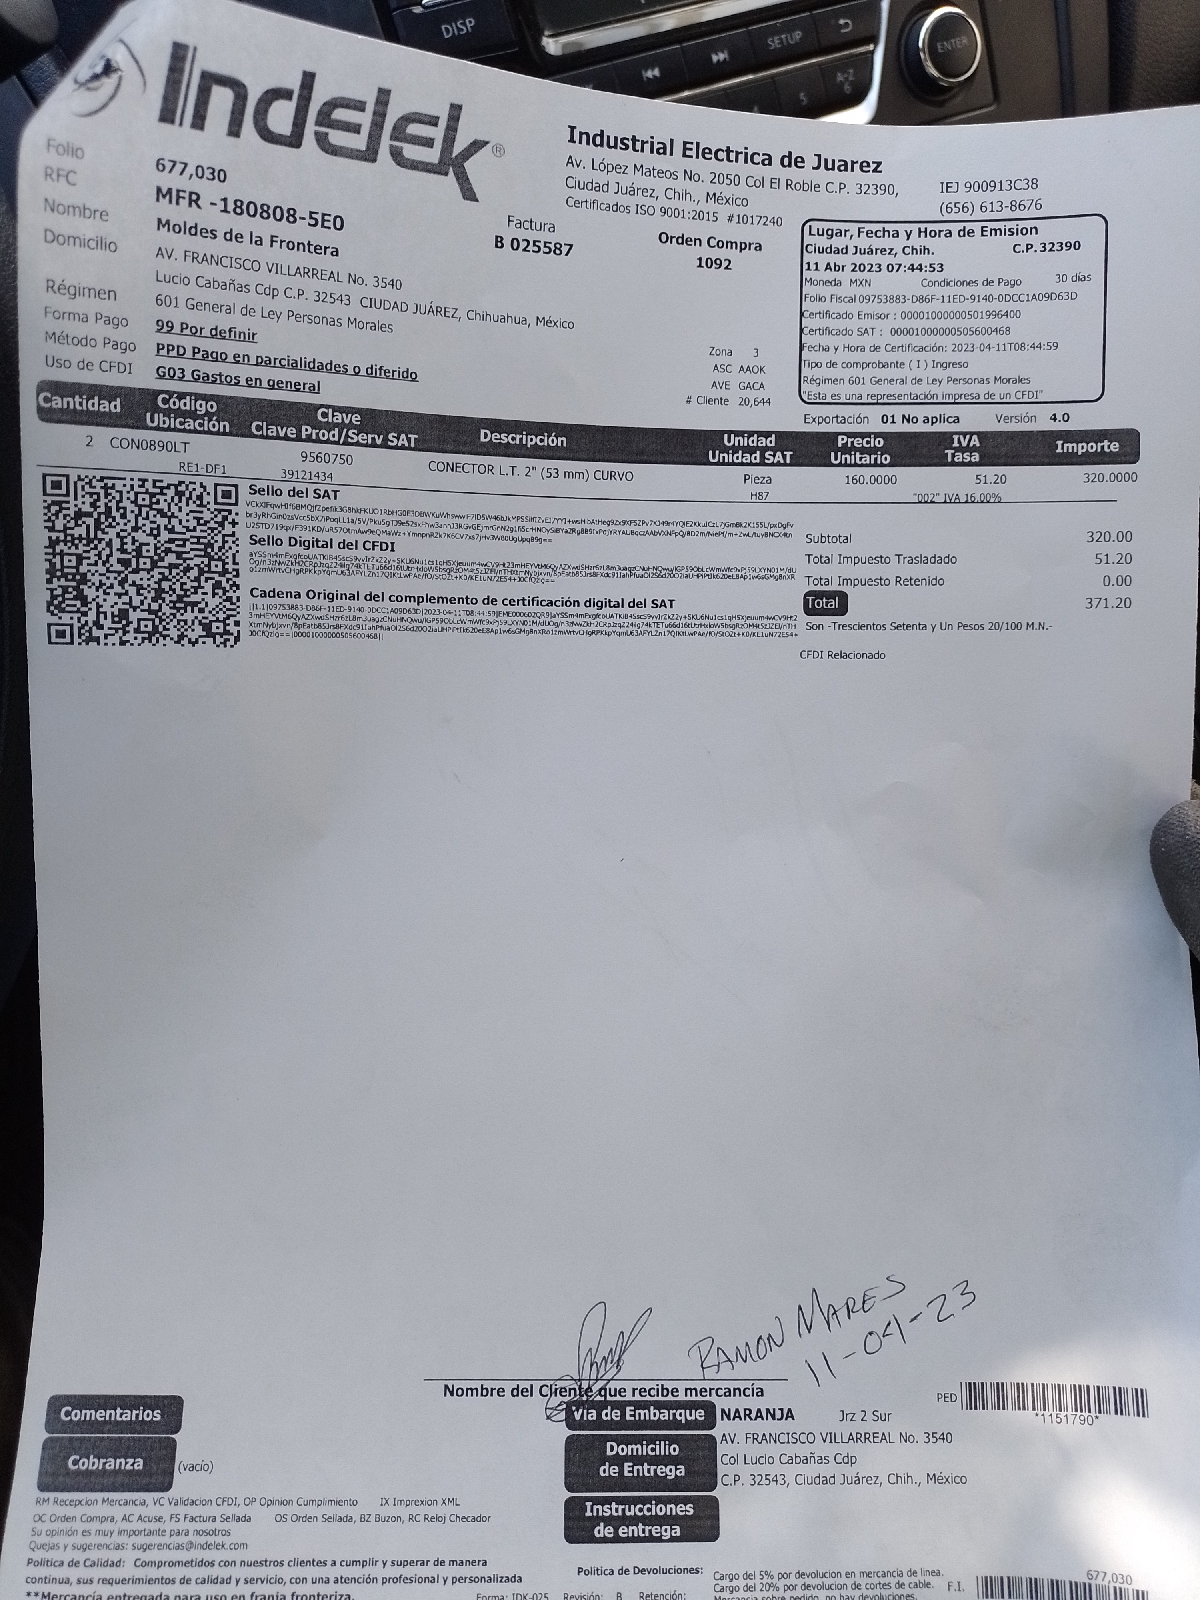 DISP
SETUP
ENTER
A-Z
6
5
4
Indelek®
Industrial Electrica de Juarez
Av. López Mateos No. 2050 Col El Roble C.P. 32390,
Ciudad Juárez, Chih., México
Certificados ISO 9001:2015 #1017240
IEJ 900913C38
(656) 613-8676
Folio 677,030
RFC MFR -180808-5E0
Nombre Moldes de la Frontera
Domicilio AV. FRANCISCO VILLARREAL No. 3540
Lucio Cabañas Cdp C.P. 32543 CIUDAD JUÁREZ, Chihuahua, México
Régimen 601 General de Ley Personas Morales
Forma Pago 99 Por definir
Método Pago PPD Pago en parcialidades o diferido
Uso de CFDI G03 Gastos en general
Factura
B 025587
Orden Compra
1092
Zona 3
ASC AAOK
AVE GACA
# Cliente 20,644
Lugar, Fecha y Hora de Emision
Ciudad Juárez, Chih. C.P. 32390
11 Abr 2023 07:44:53
Moneda MXN Condiciones de Pago 30 días
Folio Fiscal 09753883-D86F-11ED-9140-0DCC1A09D63D
Certificado Emisor : 00001000000501996400
Certificado SAT : 00001000000505600468
Fecha y Hora de Certificación: 2023-04-11T08:44:59
Tipo de comprobante ( I ) Ingreso
Régimen 601 General de Ley Personas Morales
"Esta es una representación impresa de un CFDI"
Exportación 01 No aplica Versión 4.0
Cantidad Código Ubicación Clave Clave Prod/Serv SAT Descripción Unidad Unidad SAT Precio Unitario IVA Tasa Importe
2 CON0890LT 9560750 CONECTOR L.T. 2" (53 mm) CURVO Pieza 160.0000 51.20 320.0000
RE1-DF1 39121434 H87 "002" IVA 16.00%
Sello del SAT
Sello Digital del CFDI
Cadena Original del complemento de certificación digital del SAT
Subtotal 320.00
Total Impuesto Trasladado 51.20
Total Impuesto Retenido 0.00
Total 371.20
Son -Trescientos Setenta y Un Pesos 20/100 M.N.-
CFDI Relacionado
RAMON MARES
11-04-23
Nombre del Cliente que recibe mercancía
Comentarios
Cobranza (vacío)
Vía de Embarque NARANJA Jrz 2 Sur
PED *1151790*
Domicilio de Entrega
AV. FRANCISCO VILLARREAL No. 3540
Col Lucio Cabañas Cdp
C.P. 32543, Ciudad Juárez, Chih., México
Instrucciones de entrega
RM Recepcion Mercancia, VC Validacion CFDI, OP Opinion Cumplimiento IX Imprexion XML
OC Orden Compra, AC Acuse, FS Factura Sellada OS Orden Sellada, BZ Buzon, RC Reloj Checador
Su opinión es muy importante para nosotros
Quejas y sugerencias: sugerencias@indelek.com
Politica de Calidad: Comprometidos con nuestros clientes a cumplir y superar de manera
continua, sus requerimientos de calidad y servicio, con una atención profesional y personalizada
**Mercancía entregada para uso en franja fronteriza.
Forma: IDK-025 Revisión: B Retención:
Politica de Devoluciones: Cargo del 5% por devolucion en mercancia de linea.
Cargo del 20% por devolucion de cortes de cable.
Mercancia sobre pedido, no hay devoluciones.
F.I. 677,030